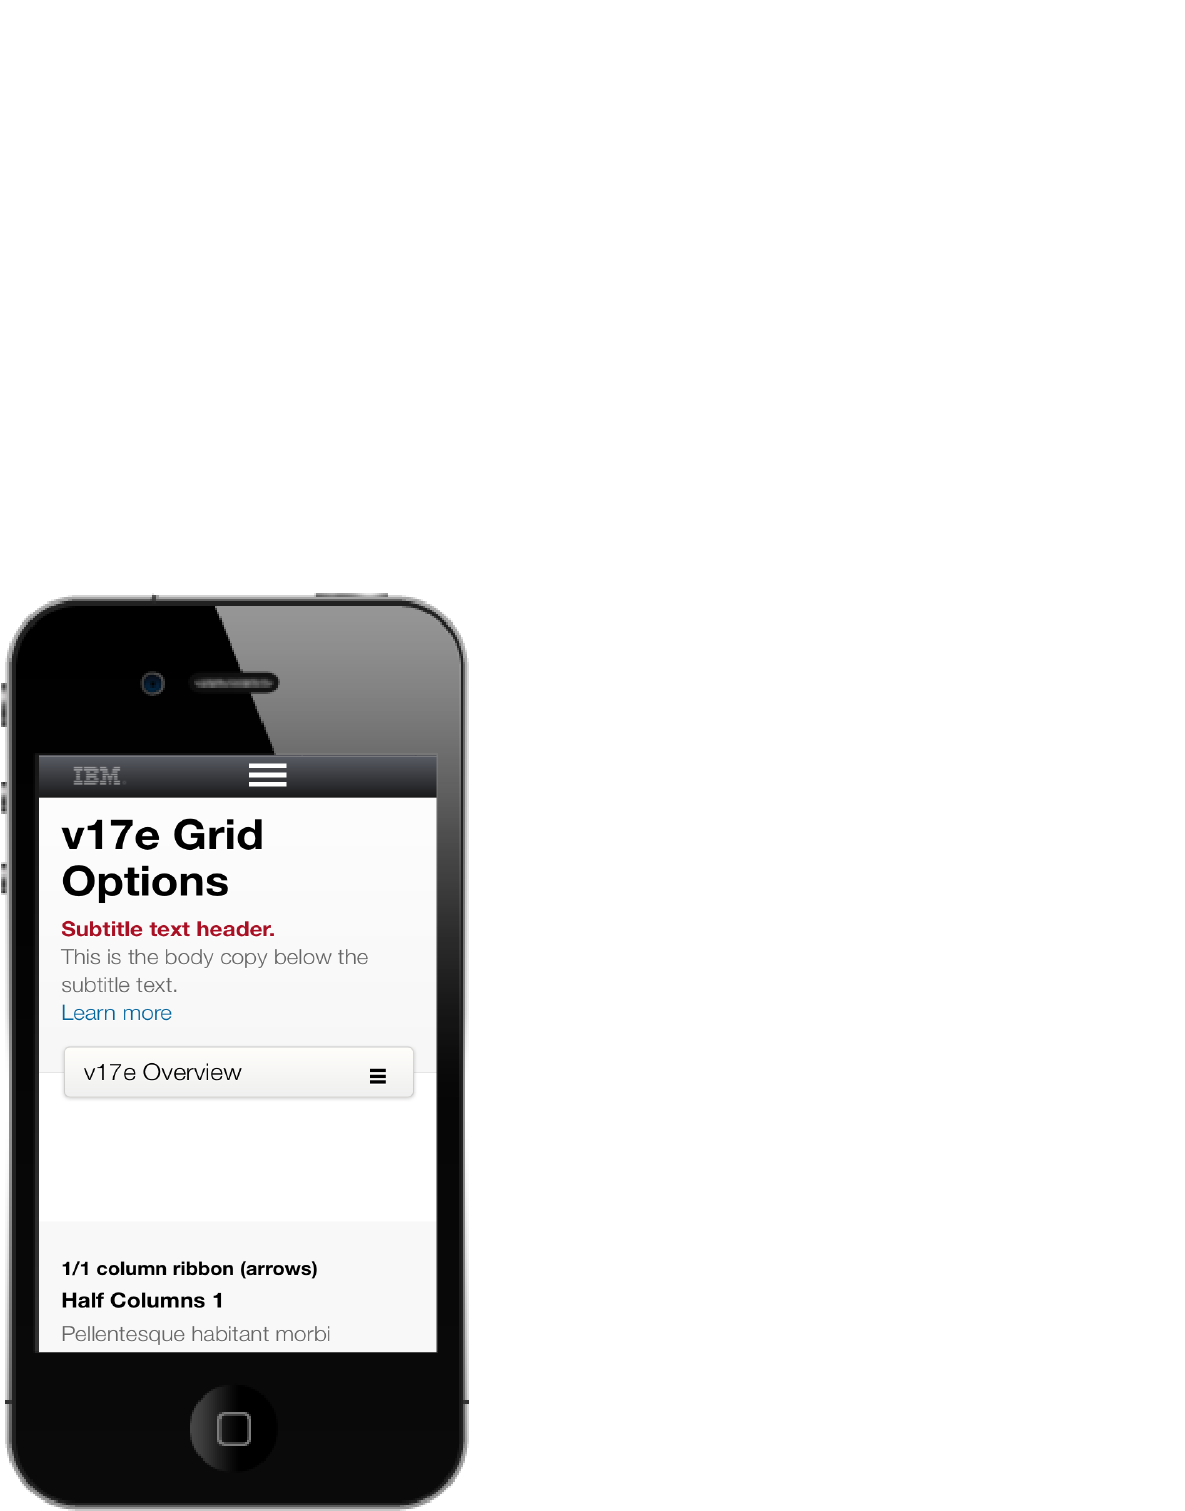 IBM
v17e Grid
Options
Subtitle text header.
This is the body copy below the
subtitle text.
Learn more
v17e Overview
1/1 column ribbon (arrows)
Half Columns 1
Pellentesque habitant morbi